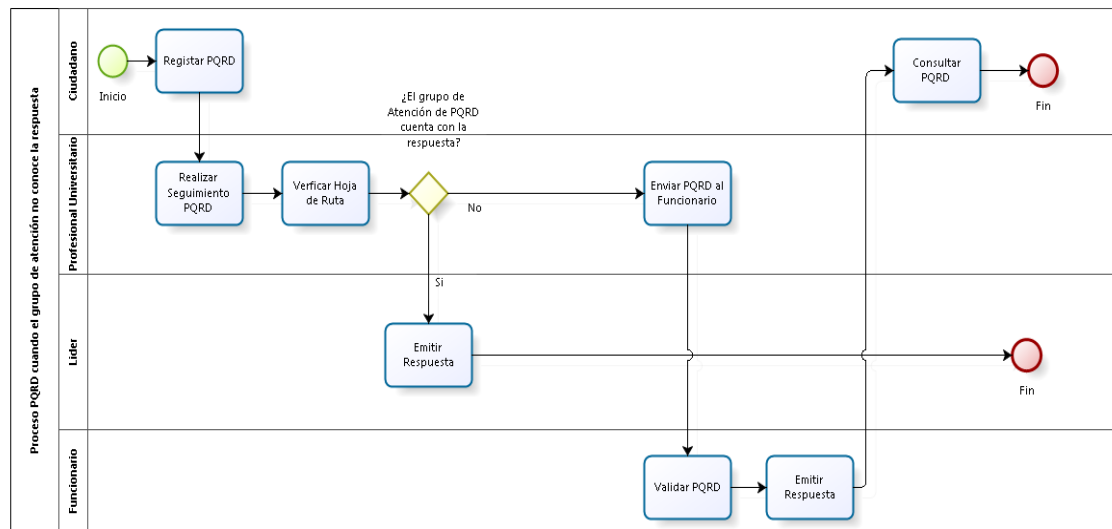 Proceso PQRD cuando el grupo de atención no conoce la respuesta
Ciudadano
Inicio
Registar PQRD
¿El grupo de
Atención de PQRD
cuenta con la
respuesta?
Consultar
PQRD
Fin
Profesional Universitario
Realizar
Seguimiento
PQRD
Verficar Hoja
de Ruta
No
Enviar PQRD al
Funcionario
Si
Líder
Emitir
Respuesta
Fin
Funcionario
Validar PQRD
Emitir
Respuesta